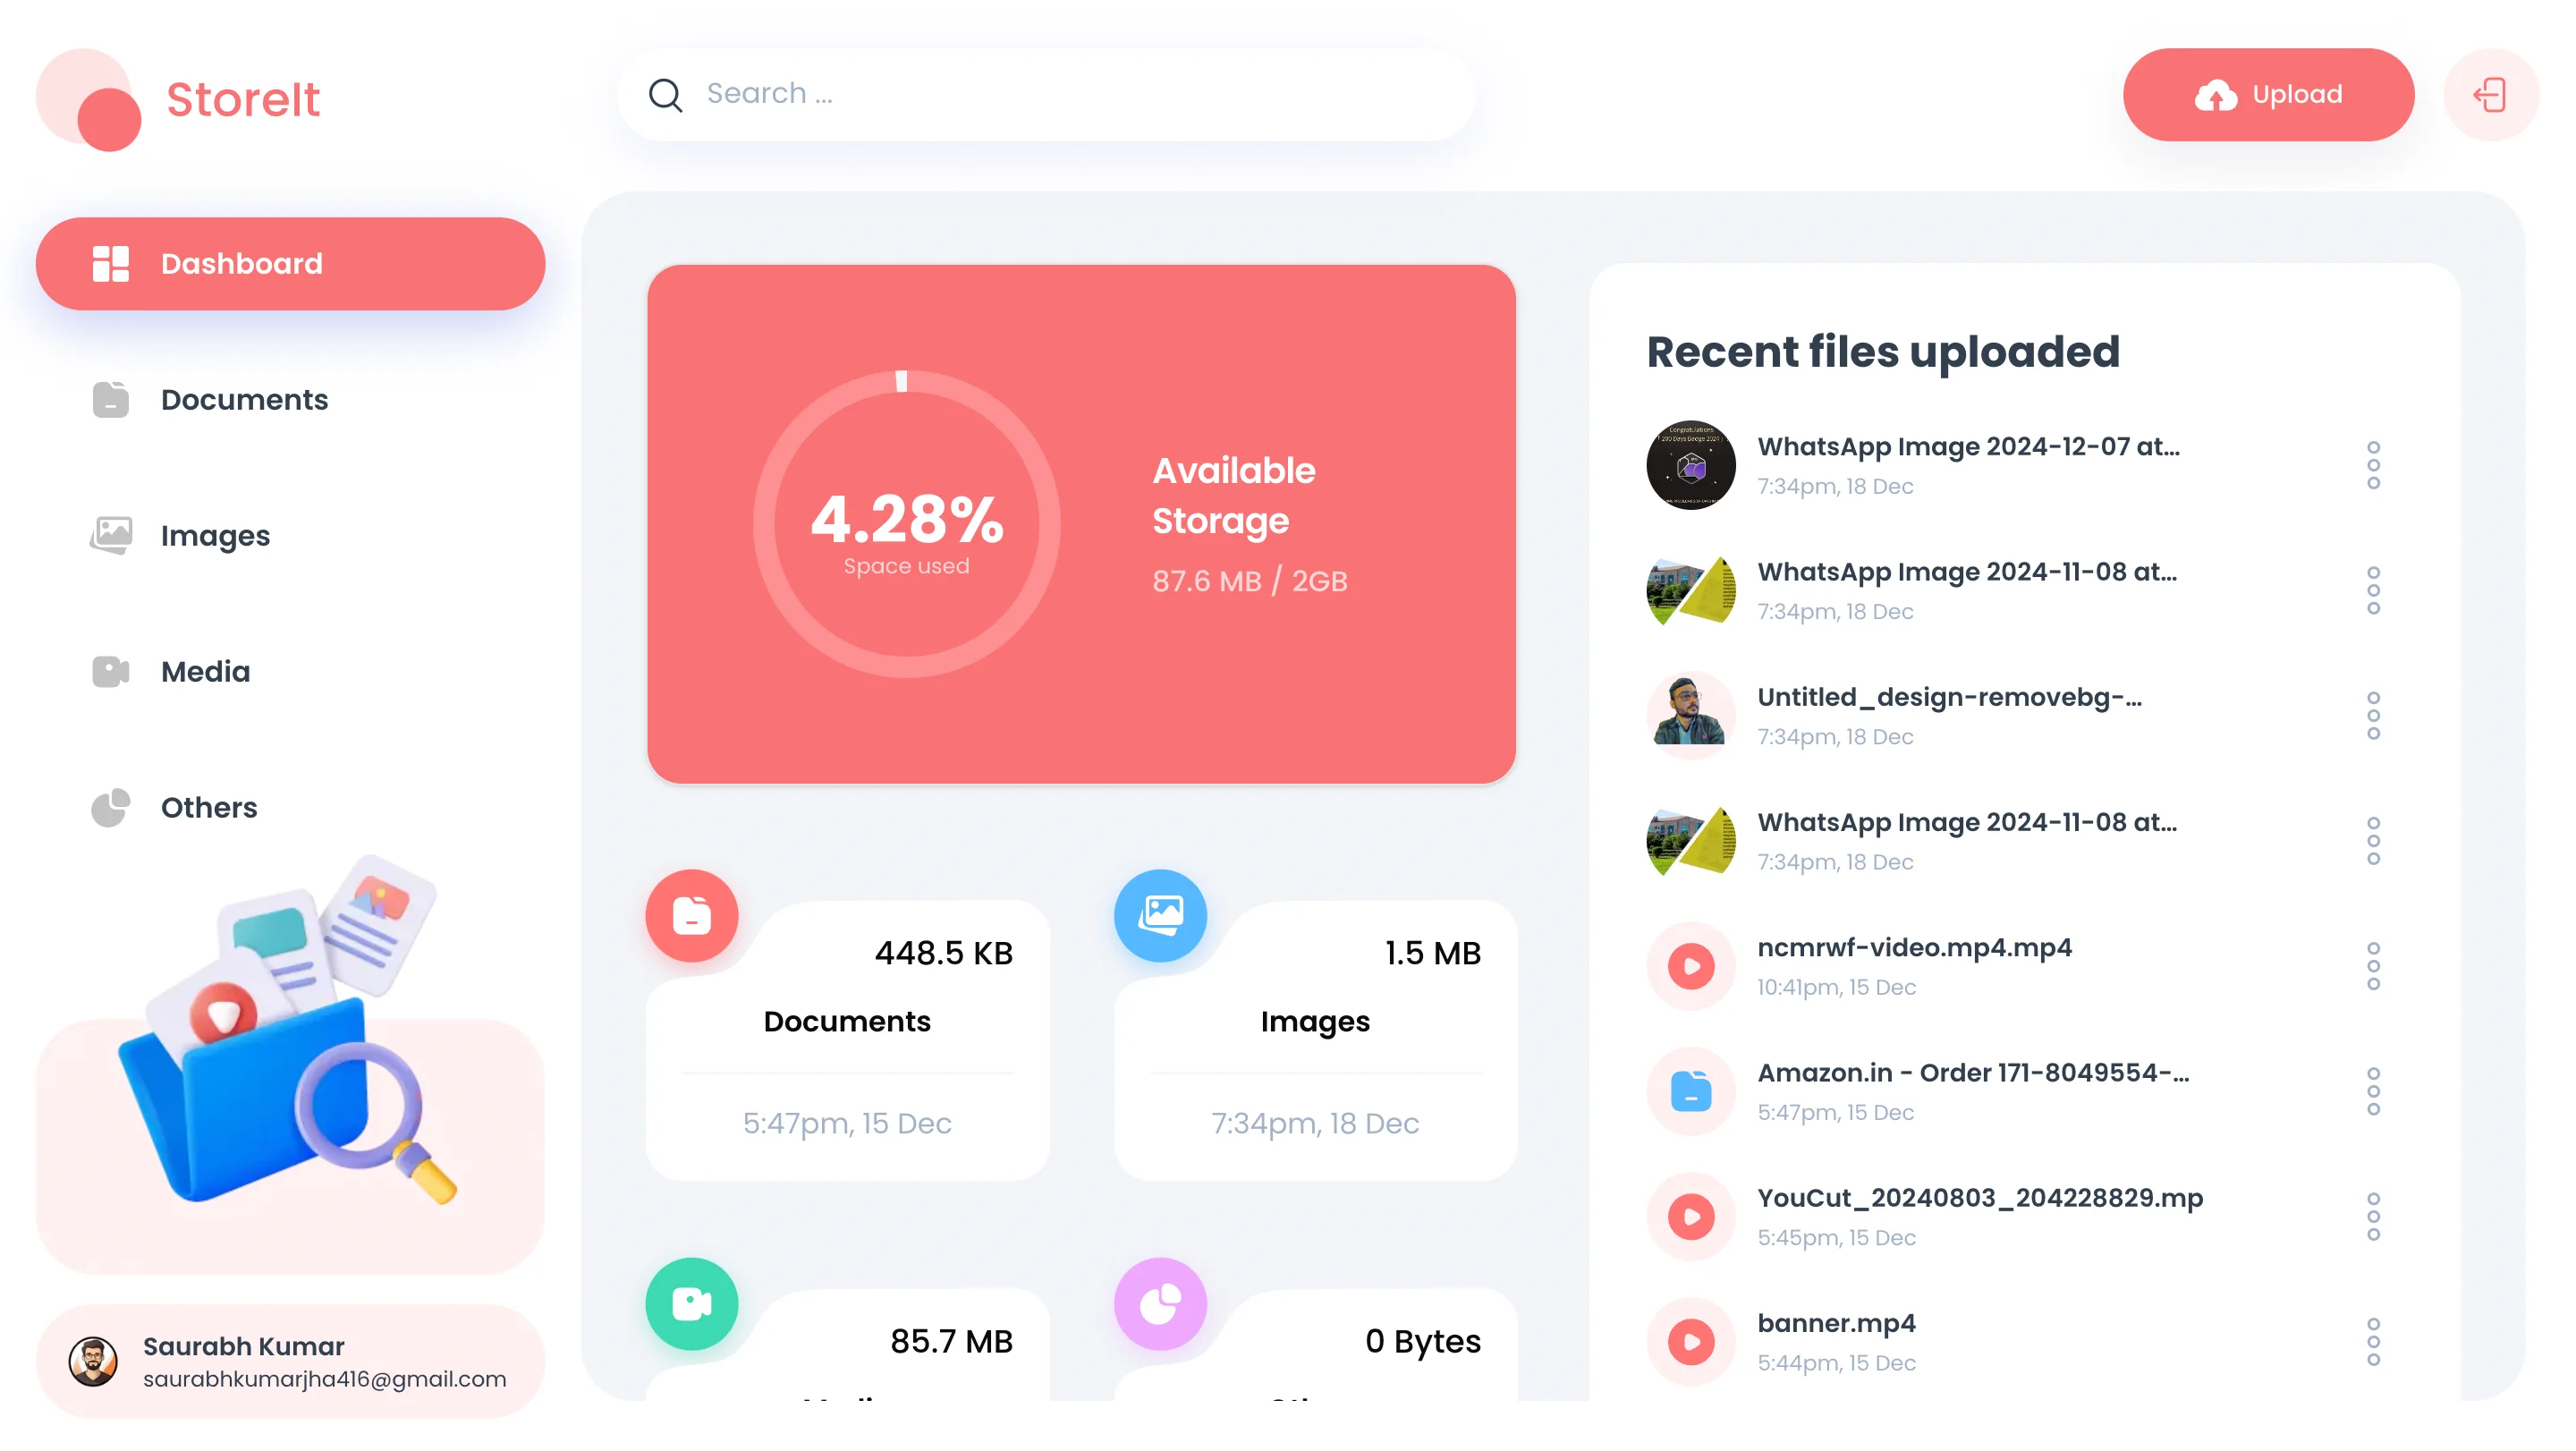 StoreIt
Search ...
Upload
Dashboard
Documents
Images
Media
Others
Saurabh Kumar
saurabhkumarjha416@gmail.com
4.28%
Space used
Available
Storage
87.6 MB / 2GB
448.5 KB
Documents
5:47pm, 15 Dec
1.5 MB
Images
7:34pm, 18 Dec
85.7 MB
0 Bytes
Recent files uploaded
WhatsApp Image 2024-12-07 at...
7:34pm, 18 Dec
WhatsApp Image 2024-11-08 at...
7:34pm, 18 Dec
Untitled_design-removebg-...
7:34pm, 18 Dec
WhatsApp Image 2024-11-08 at...
7:34pm, 18 Dec
ncmrwf-video.mp4.mp4
10:41pm, 15 Dec
Amazon.in - Order 171-8049554-...
5:47pm, 15 Dec
YouCut_20240803_204228829.mp
5:45pm, 15 Dec
banner.mp4
5:44pm, 15 Dec